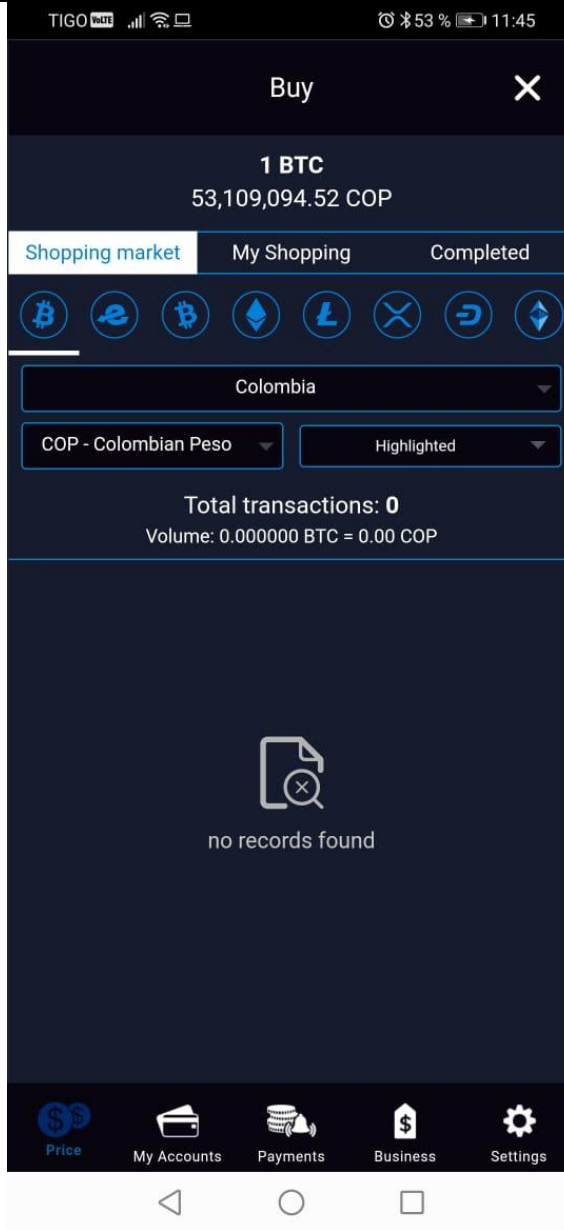 TIGO VoLTE 53 % 11:45
Buy
1 BTC
53,109,094.52 COP
Shopping market My Shopping Completed
Colombia
COP - Colombian Peso Highlighted
Total transactions: 0
Volume: 0.000000 BTC = 0.00 COP
no records found
Price My Accounts Payments Business Settings